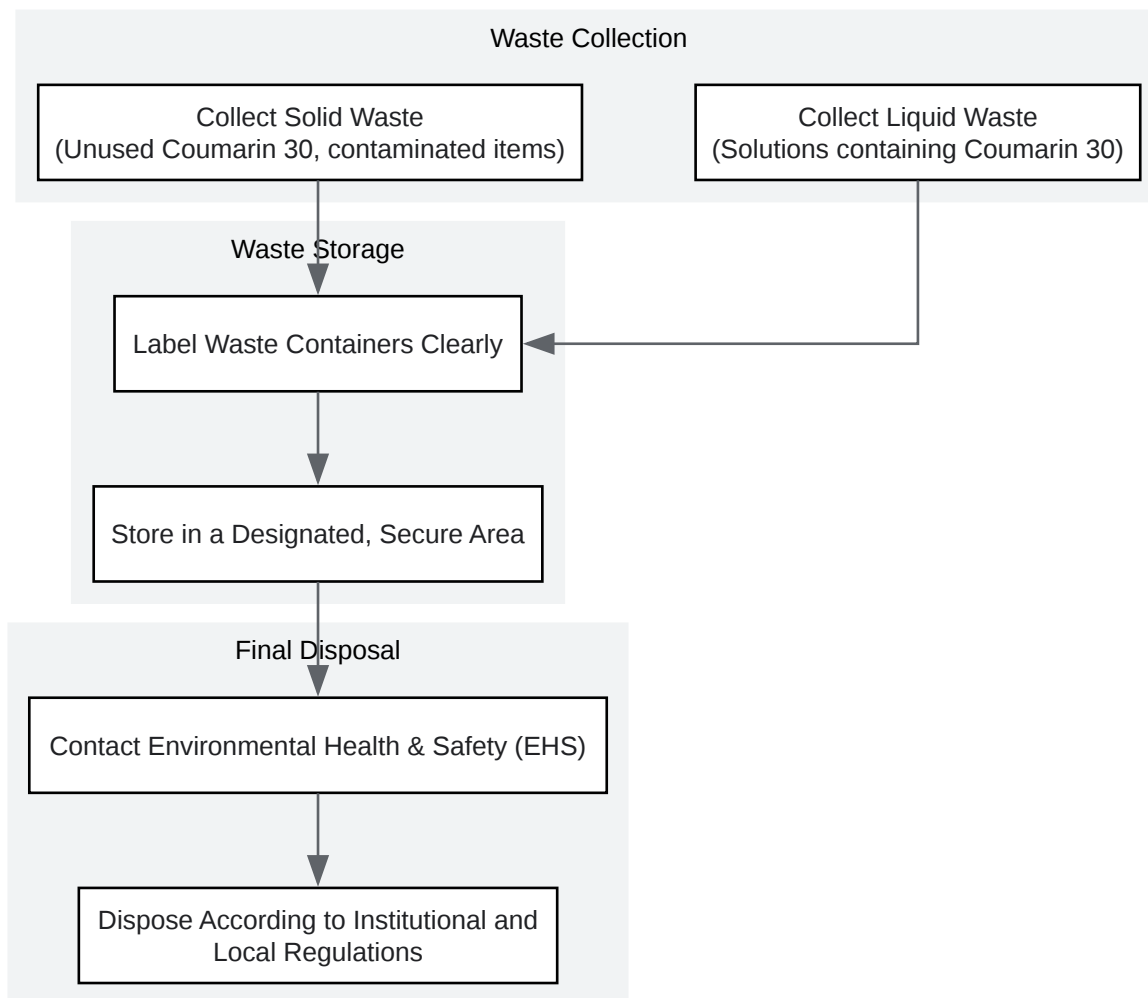 Waste Collection
Collect Solid Waste
(Unused Coumarin 30, contaminated items)
Collect Liquid Waste
(Solutions containing Coumarin 30)
Waste Storage
Label Waste Containers Clearly
Store in a Designated, Secure Area
Final Disposal
Contact Environmental Health & Safety (EHS)
Dispose According to Institutional and
Local Regulations